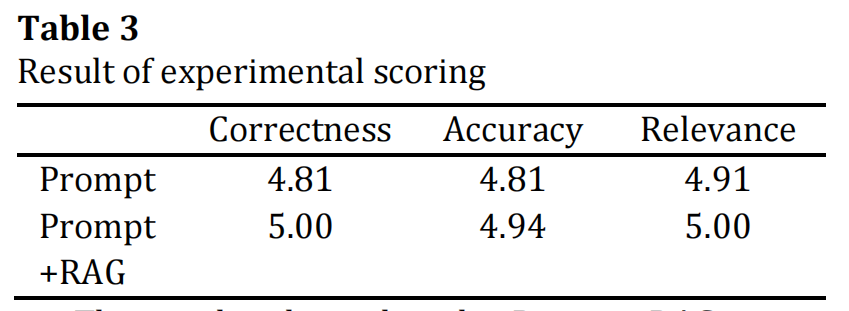 Table 3
Result of experimental scoring
Correctness Accuracy Relevance
Prompt 4.81 4.81 4.91
Prompt 5.00 4.94 5.00
+RAG